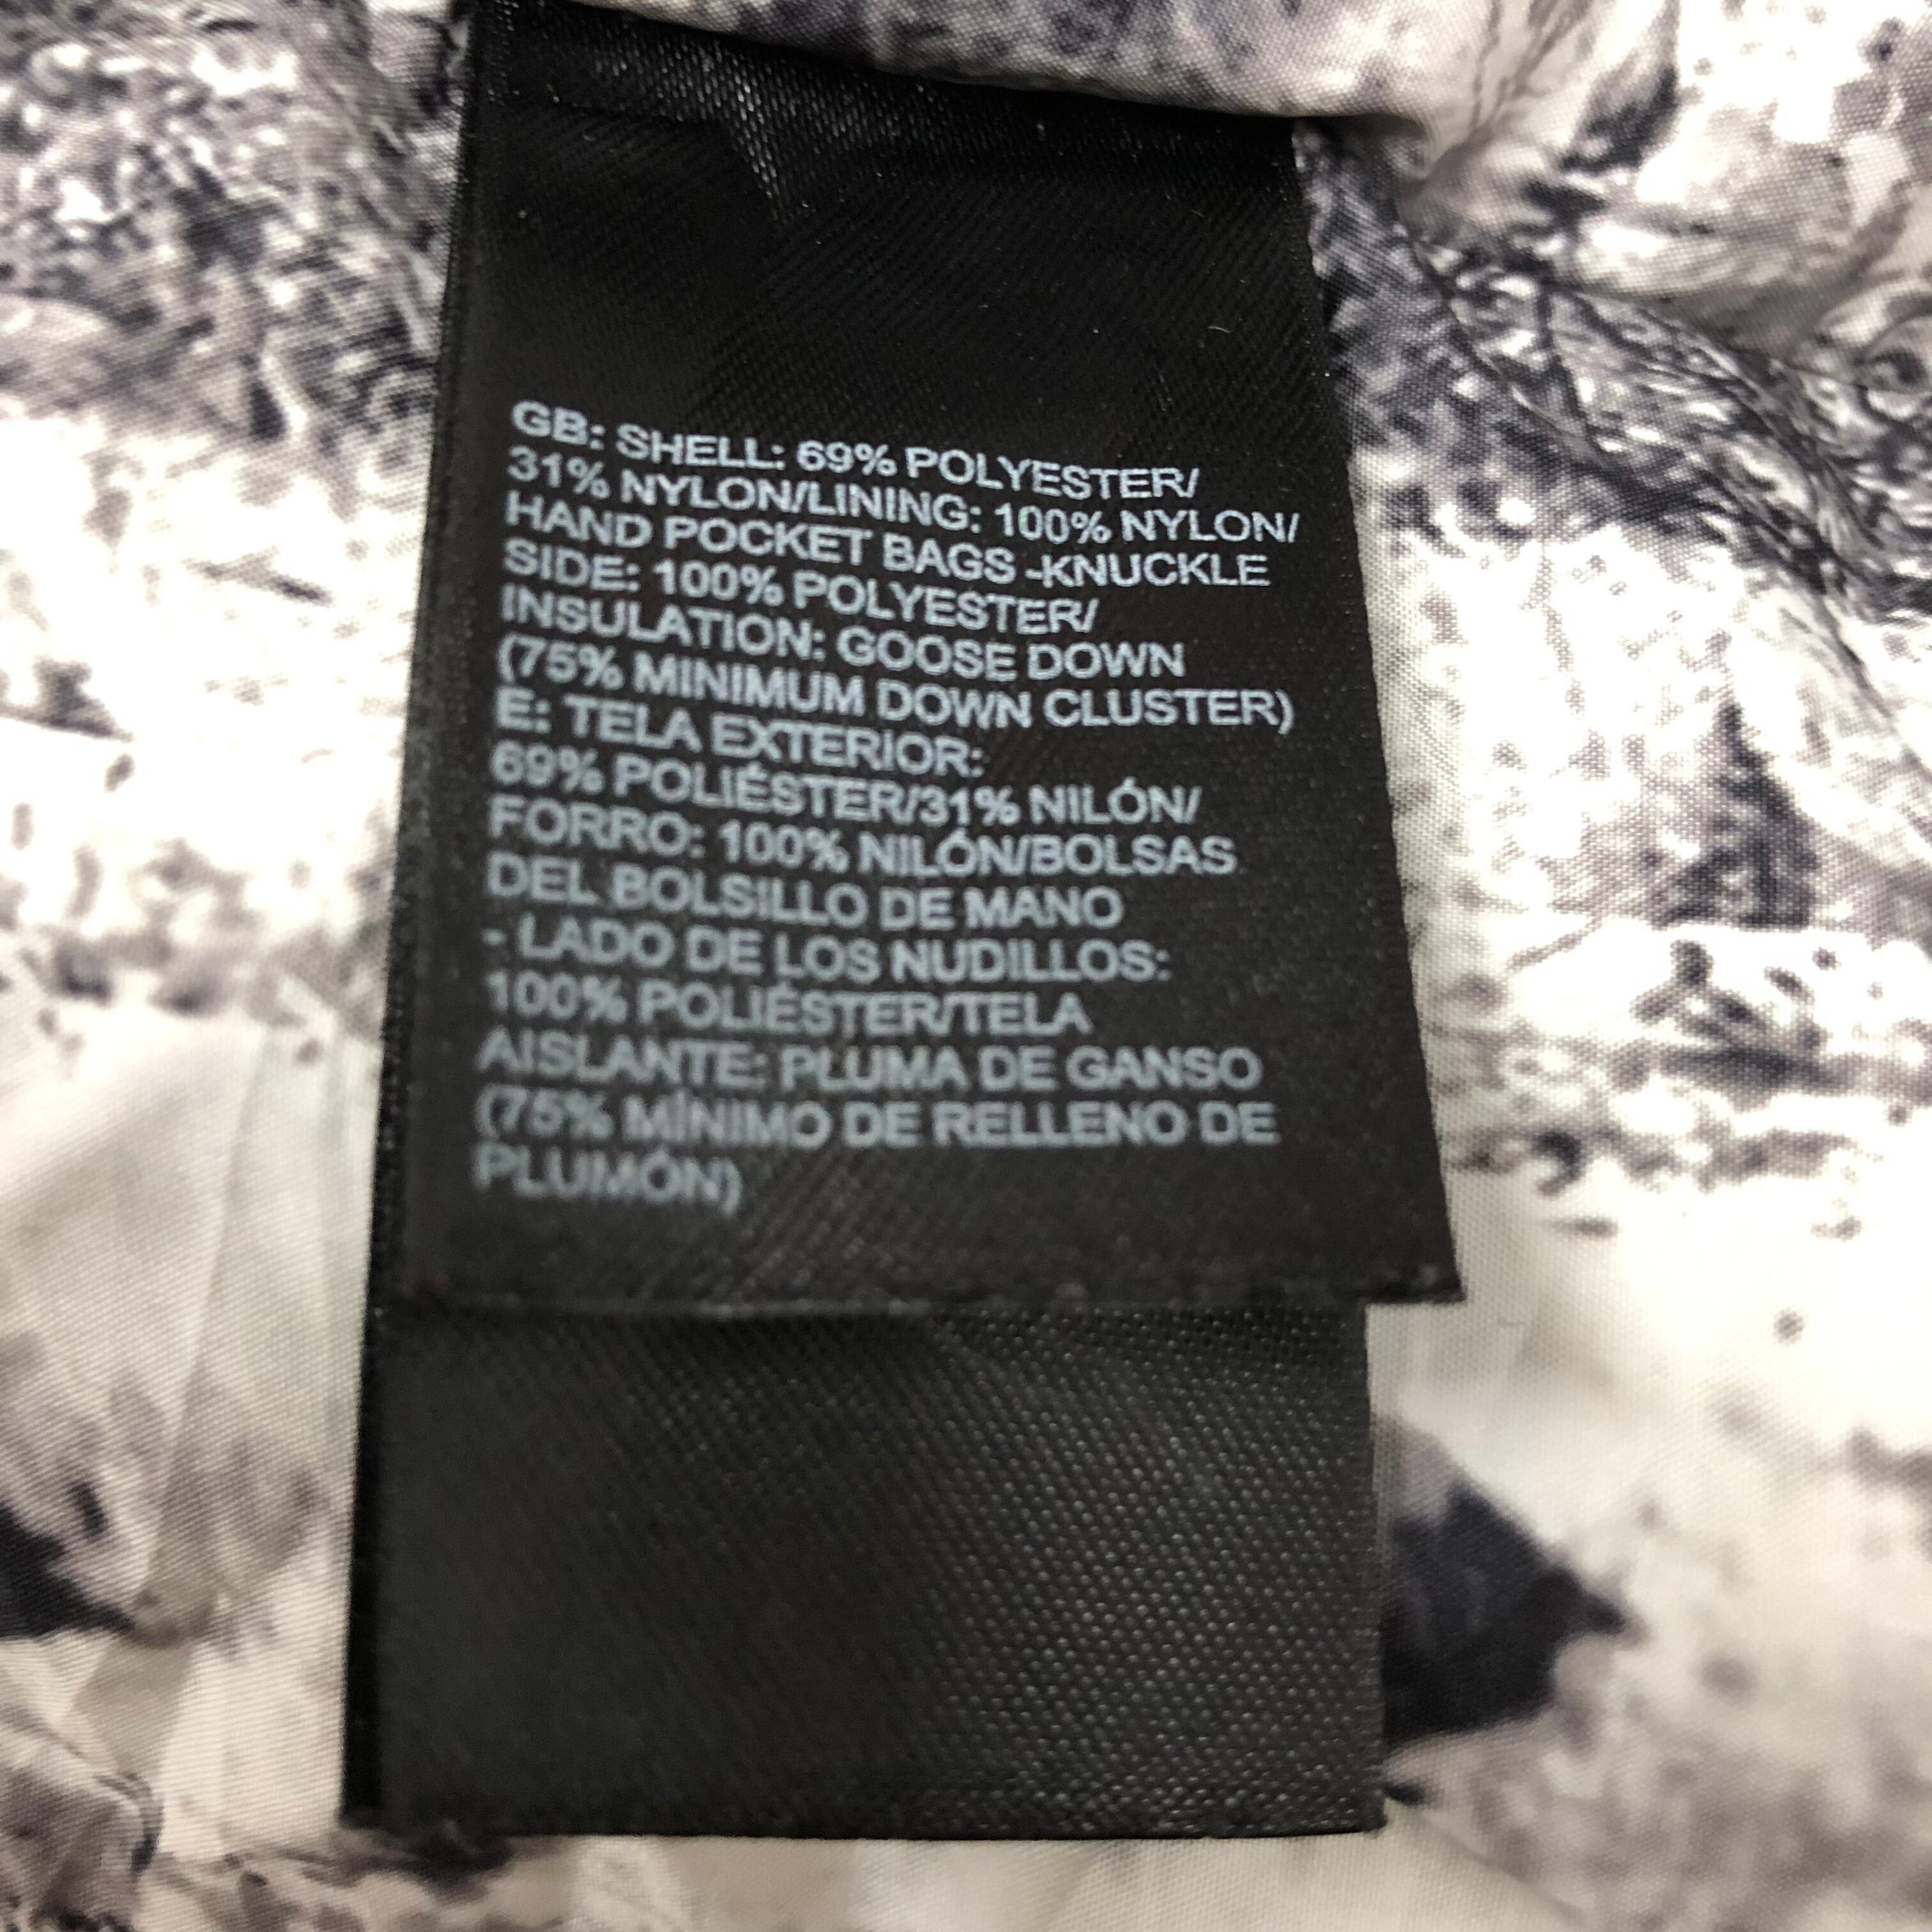 GB: SHELL: 69% POLYESTER/
31% NYLON/LINING: 100% NYLON/
HAND POCKET BAGS -KNUCKLE
SIDE: 100% POLYESTER/
INSULATION: GOOSE DOWN
(75% MINIMUM DOWN CLUSTER)
E: TELA EXTERIOR:
69% POLIÉSTER/31% NILÓN/
FORRO: 100% NILÓN/BOLSAS
DEL BOLSILLO DE MANO
- LADO DE LOS NUDILLOS:
100% POLIÉSTER/TELA
AISLANTE: PLUMA DE GANSO
(75% MÍNIMO DE RELLENO DE
PLUMÓN)